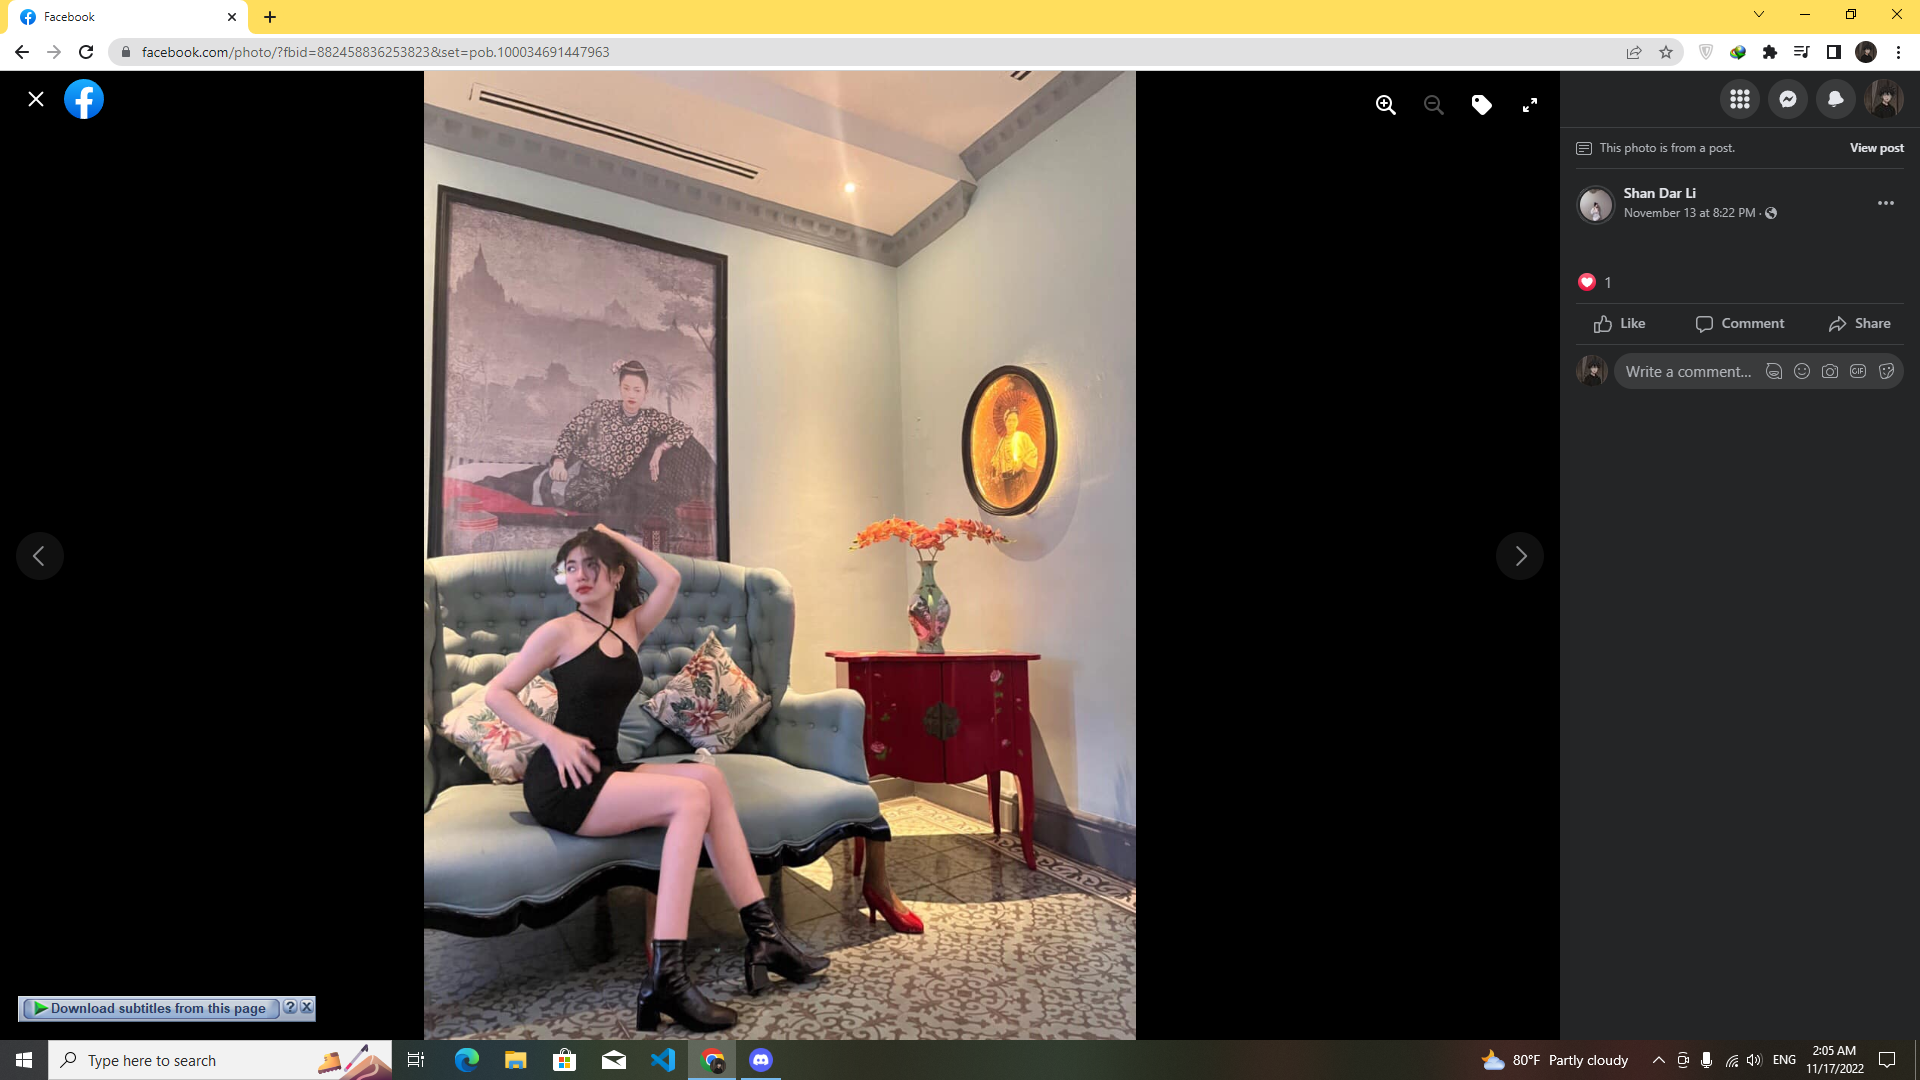 Facebook
facebook.com/photo/?fbid=882458836253823&set=pob.100034691447963
This photo is from a post.
View post
Shan Dar Li
November 13 at 8:22 PM ·
1
Like
Comment
Share
Write a comment...
GIF
Download subtitles from this page
?
Type here to search
80°F Partly cloudy
ENG
2:05 AM
11/17/2022